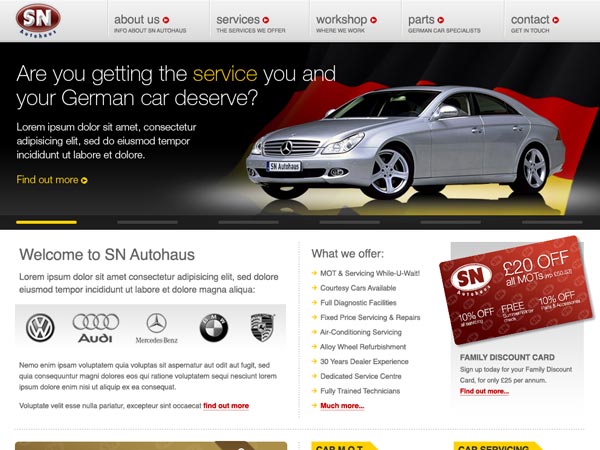 SN
Autohaus
about us
INFO ABOUT SN AUTOHAUS
services
THE SERVICES WE OFFER
workshop
WHERE WE WORK
parts
GERMAN CAR SPECIALISTS
contact
GET IN TOUCH
Are you getting the service you and
your German car deserve?
Lorem ipsum dolor sit amet, consectetur
adipisicing elit, sed do eiusmod tempor
incididunt ut labore et dolore.
Find out more
SN Autohaus
Welcome to SN Autohaus
Lorem ipsum dolor sit amet consectetur adipisicing elit, sed dolore
eiusmod tempor incididunt ut labore et dolore magna aliqua:
Audi
Mercedes-Benz
Nemo enim ipsam voluptatem quia voluptas sit aspernatur aut odit aut fugit, sed
quia consequuntur magni dolores eos qui ratione voluptatem sequi nesciunt lorem
ipsum dolore enim nisi ut aliquip ex ea consequat.
Voluptate velit esse nulla pariatur, excepteur sint occaecat find out more
What we offer:
MOT & Servicing While-U-Wait!
Courtesy Cars Available
Full Diagnostic Facilities
Fixed Price Servicing & Repairs
Air-Conditioning Servicing
Alloy Wheel Refurbishment
30 Years Dealer Experience
Dedicated Service Centre
Fully Trained Technicians
Much more...
SN
Autohaus
£20 OFF
all MOTs
10% OFF
all servicing
FREE
10% OFF
Parts & Accessories
FAMILY DISCOUNT CARD
Sign up today for your Family Discount
Card, for only £25 per annum.
Find out more...
CAR M.O.T
CAR SERVICING